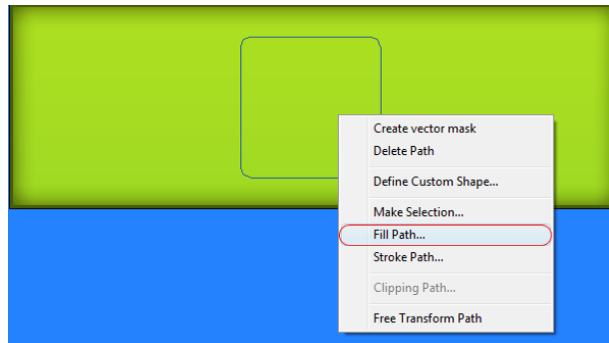 Create vector mask
Delete Path
Define Custom Shape...
Make Selection...
Fill Path...
Stroke Path...
Clipping Path...
Free Transform Path